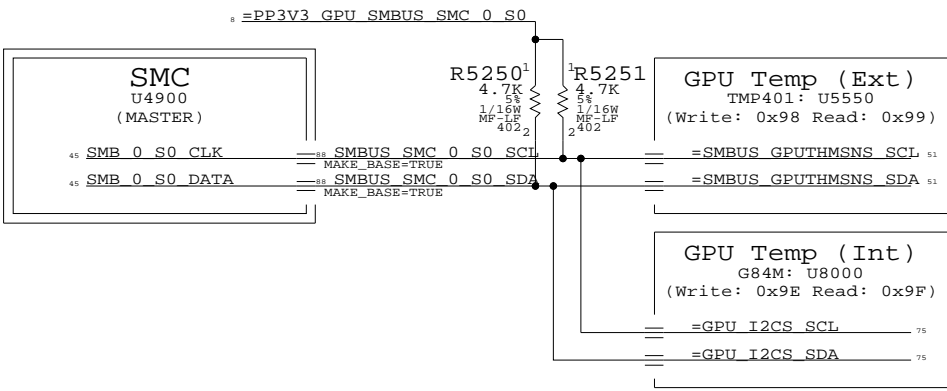 8 =PP3V3_GPU_SMBUS_SMC_0_S0
SMC
U4900
(MASTER)
45 SMB_0_S0_CLK
45 SMB_0_S0_DATA
88 SMBUS_SMC_0_S0_SCL
MAKE_BASE=TRUE
88 SMBUS_SMC_0_S0_SDA
MAKE_BASE=TRUE
R5250 1
4.7K
5%
1/16W
MF-LF
402 2
1 R5251
4.7K
5%
1/16W
MF-LF
2 402
GPU Temp (Ext)
TMP401: U5550
(Write: 0x98 Read: 0x99)
=SMBUS_GPUTHMSNS_SCL 51
=SMBUS_GPUTHMSNS_SDA 51
GPU Temp (Int)
G84M: U8000
(Write: 0x9E Read: 0x9F)
=GPU_I2CS_SCL 75
=GPU_I2CS_SDA 75